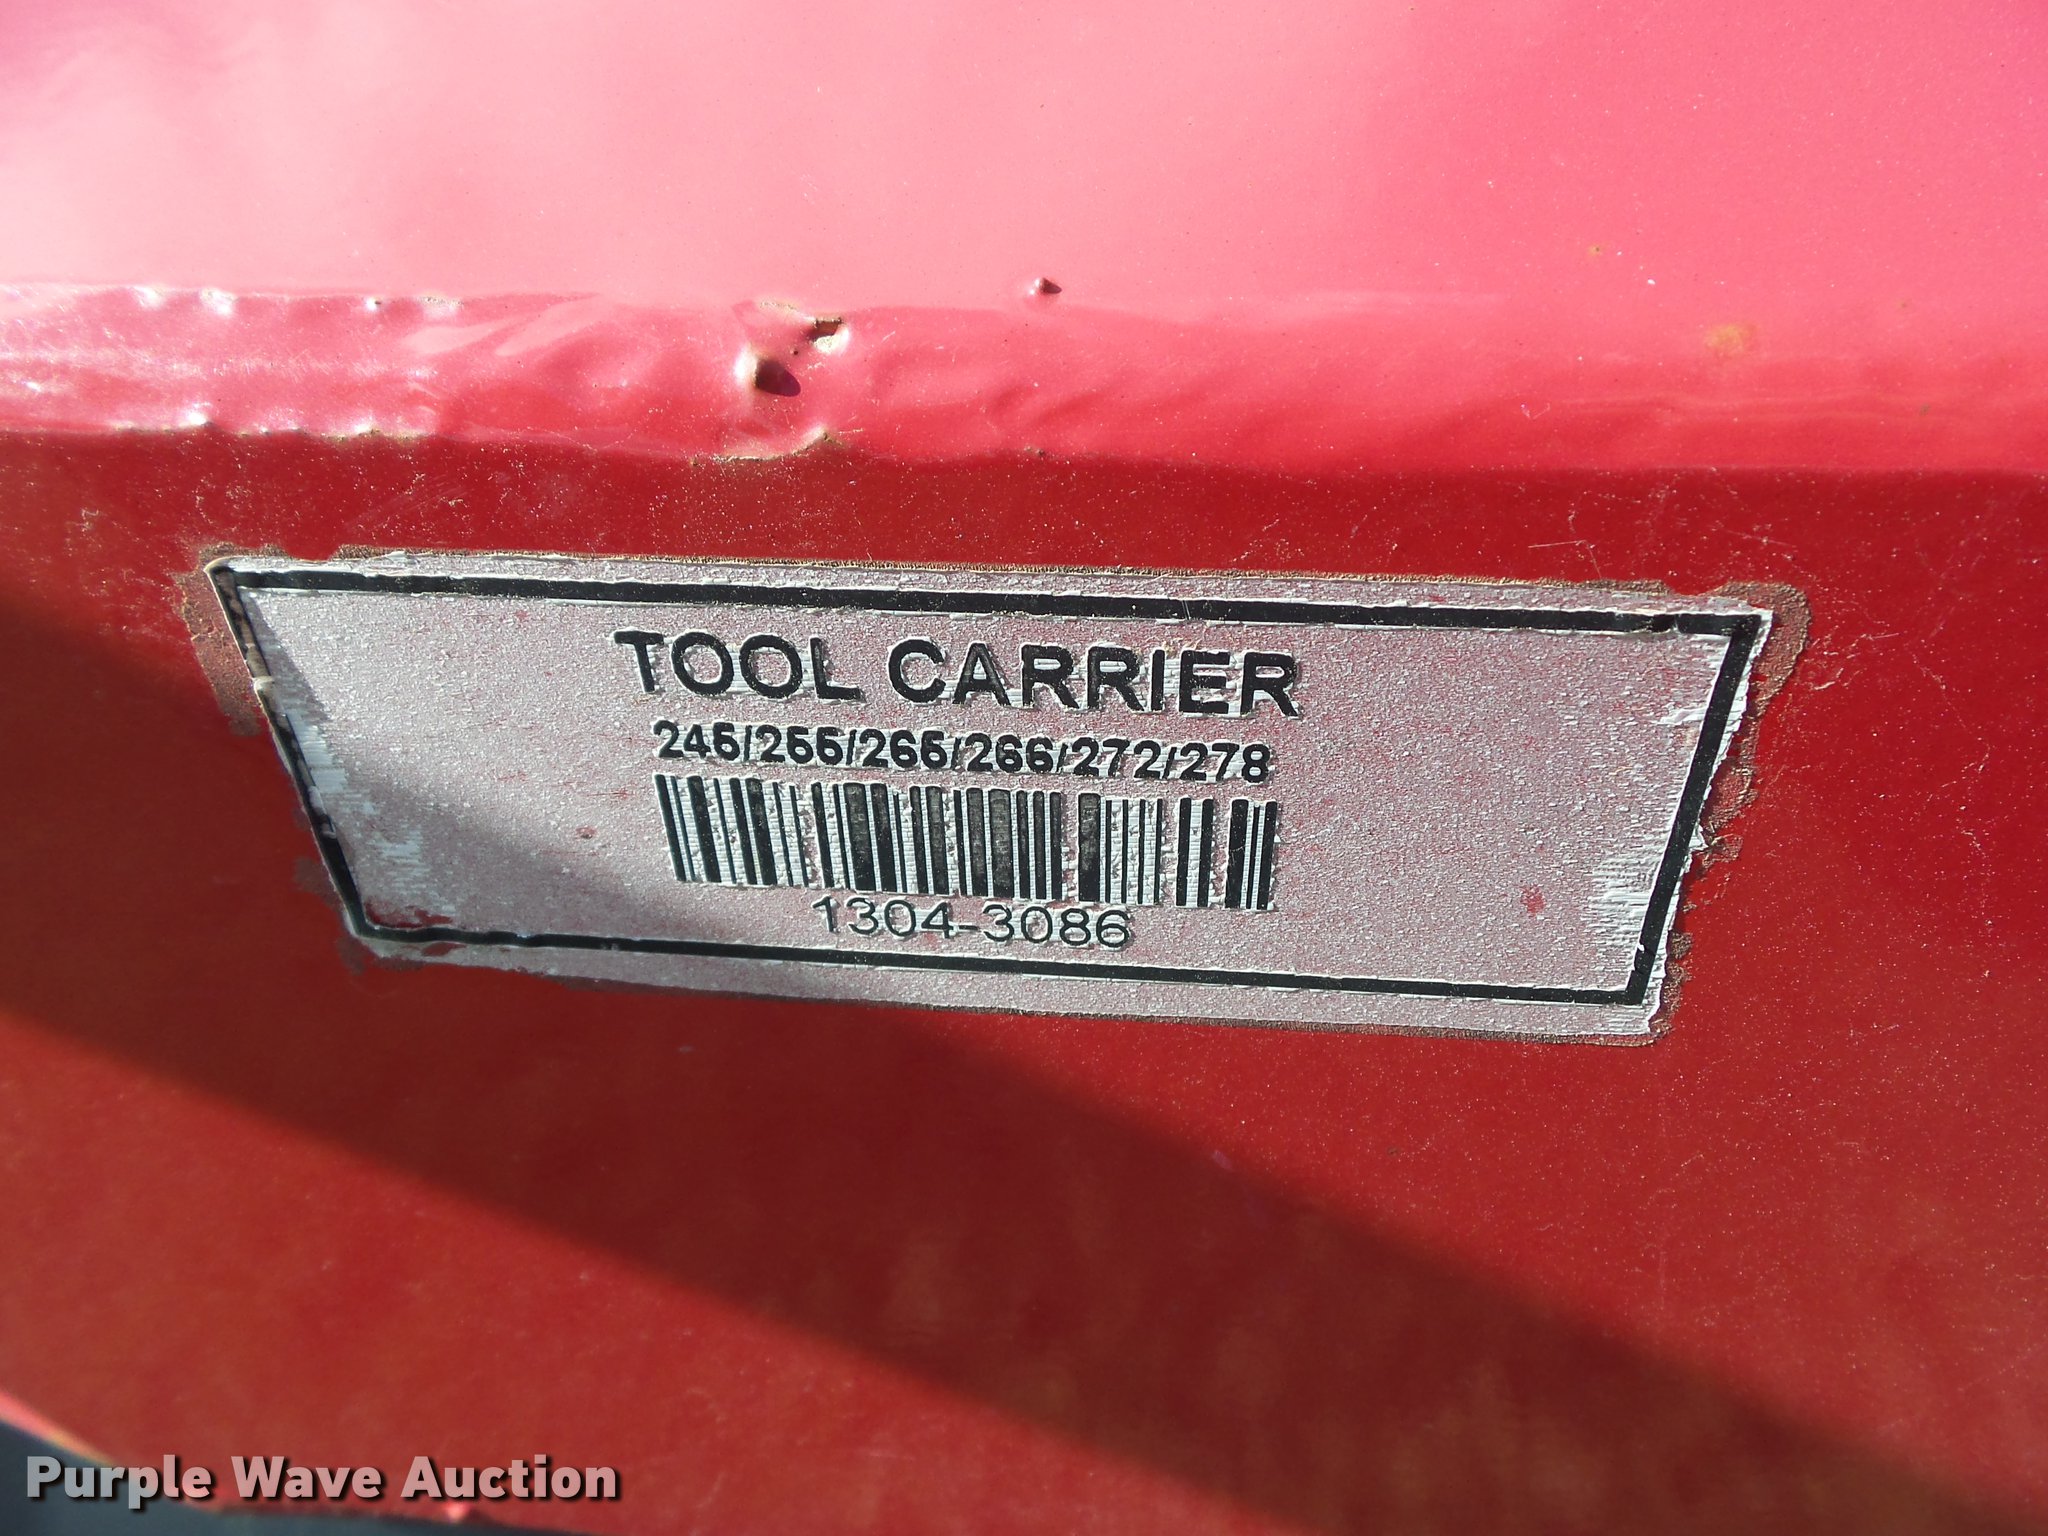 TOOL CARRIER
245/255/265/266/272/278
1304-3086
Purple Wave Auction